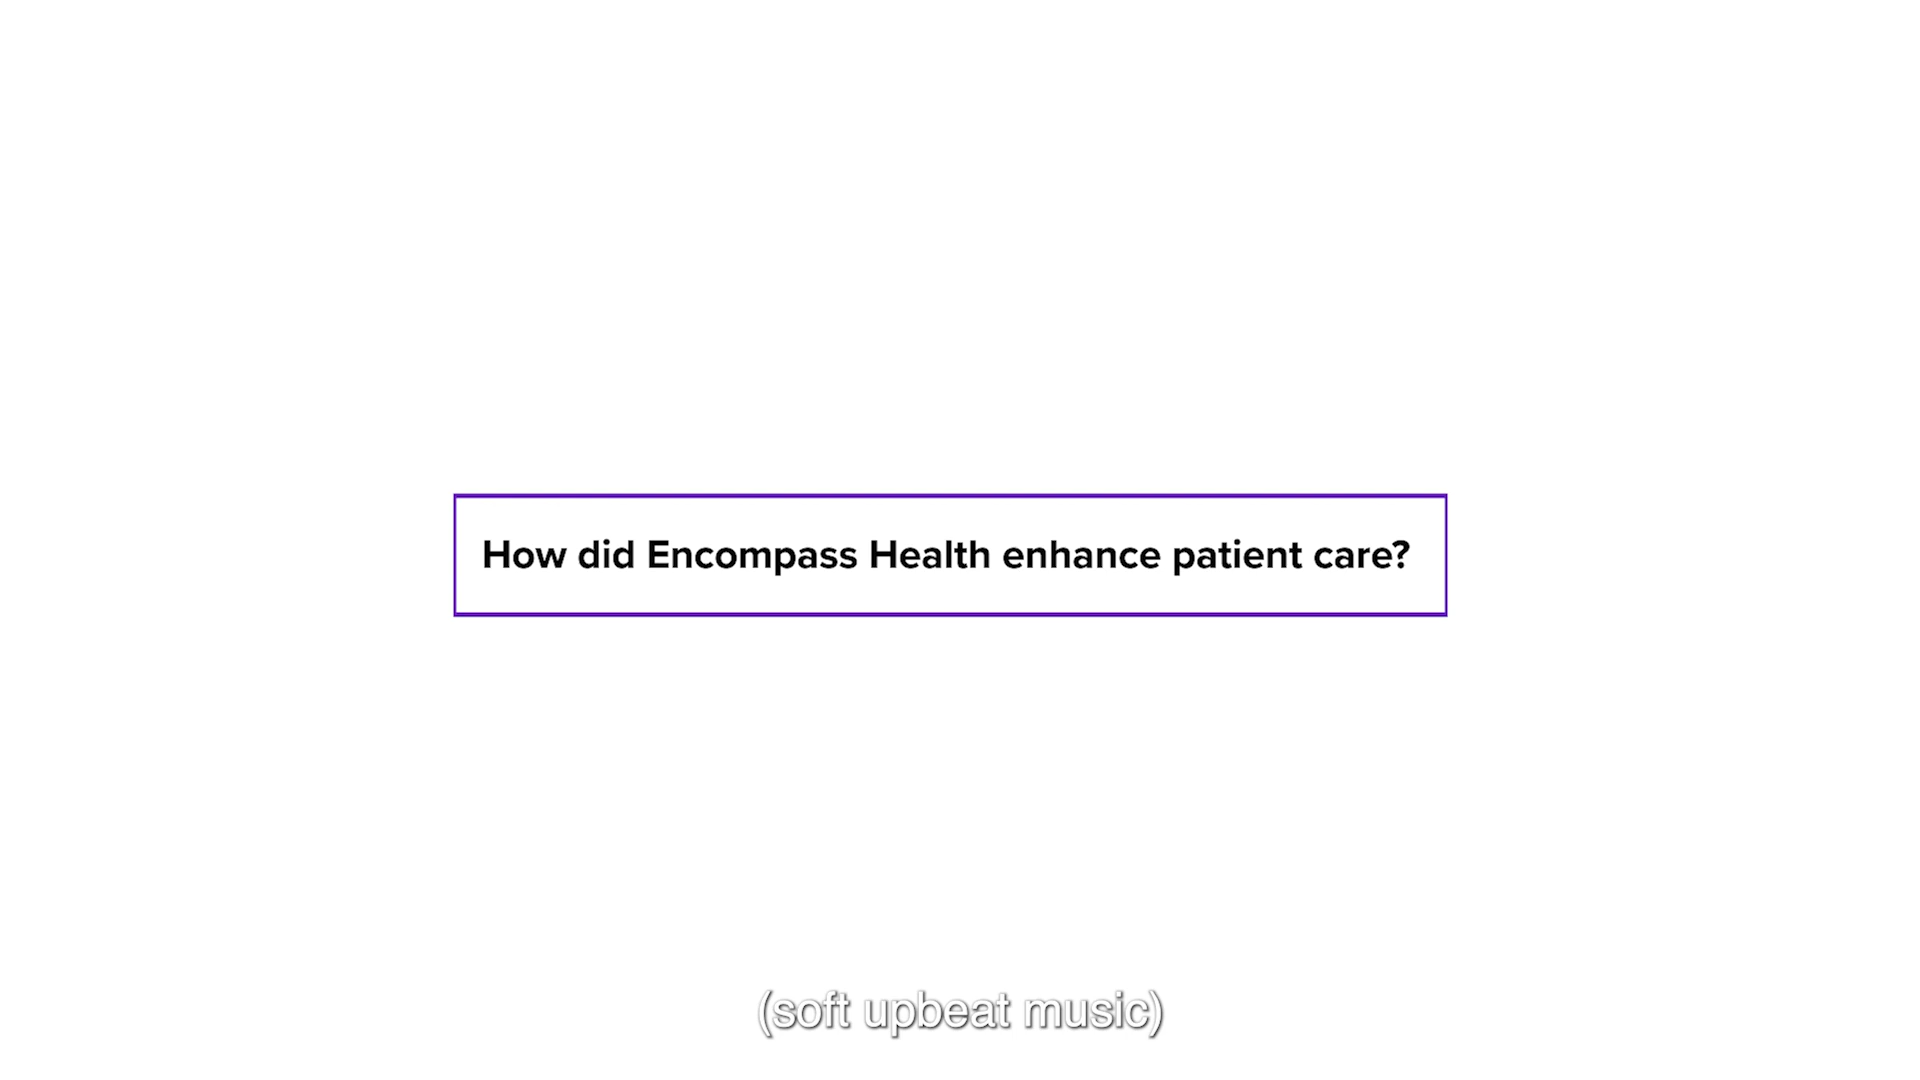 How did Encompass Health enhance patient care?
(soft upbeat music)